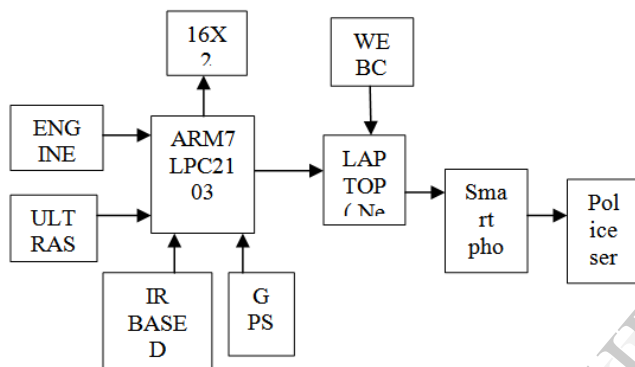 16X
2
WE
BC
ENG
INE
ARM7
LPC21
03
LAP
TOP
( Ne
ULT
RAS
Sma
rt
pho
Pol
ice
ser
IR
BASE
D
G
PS